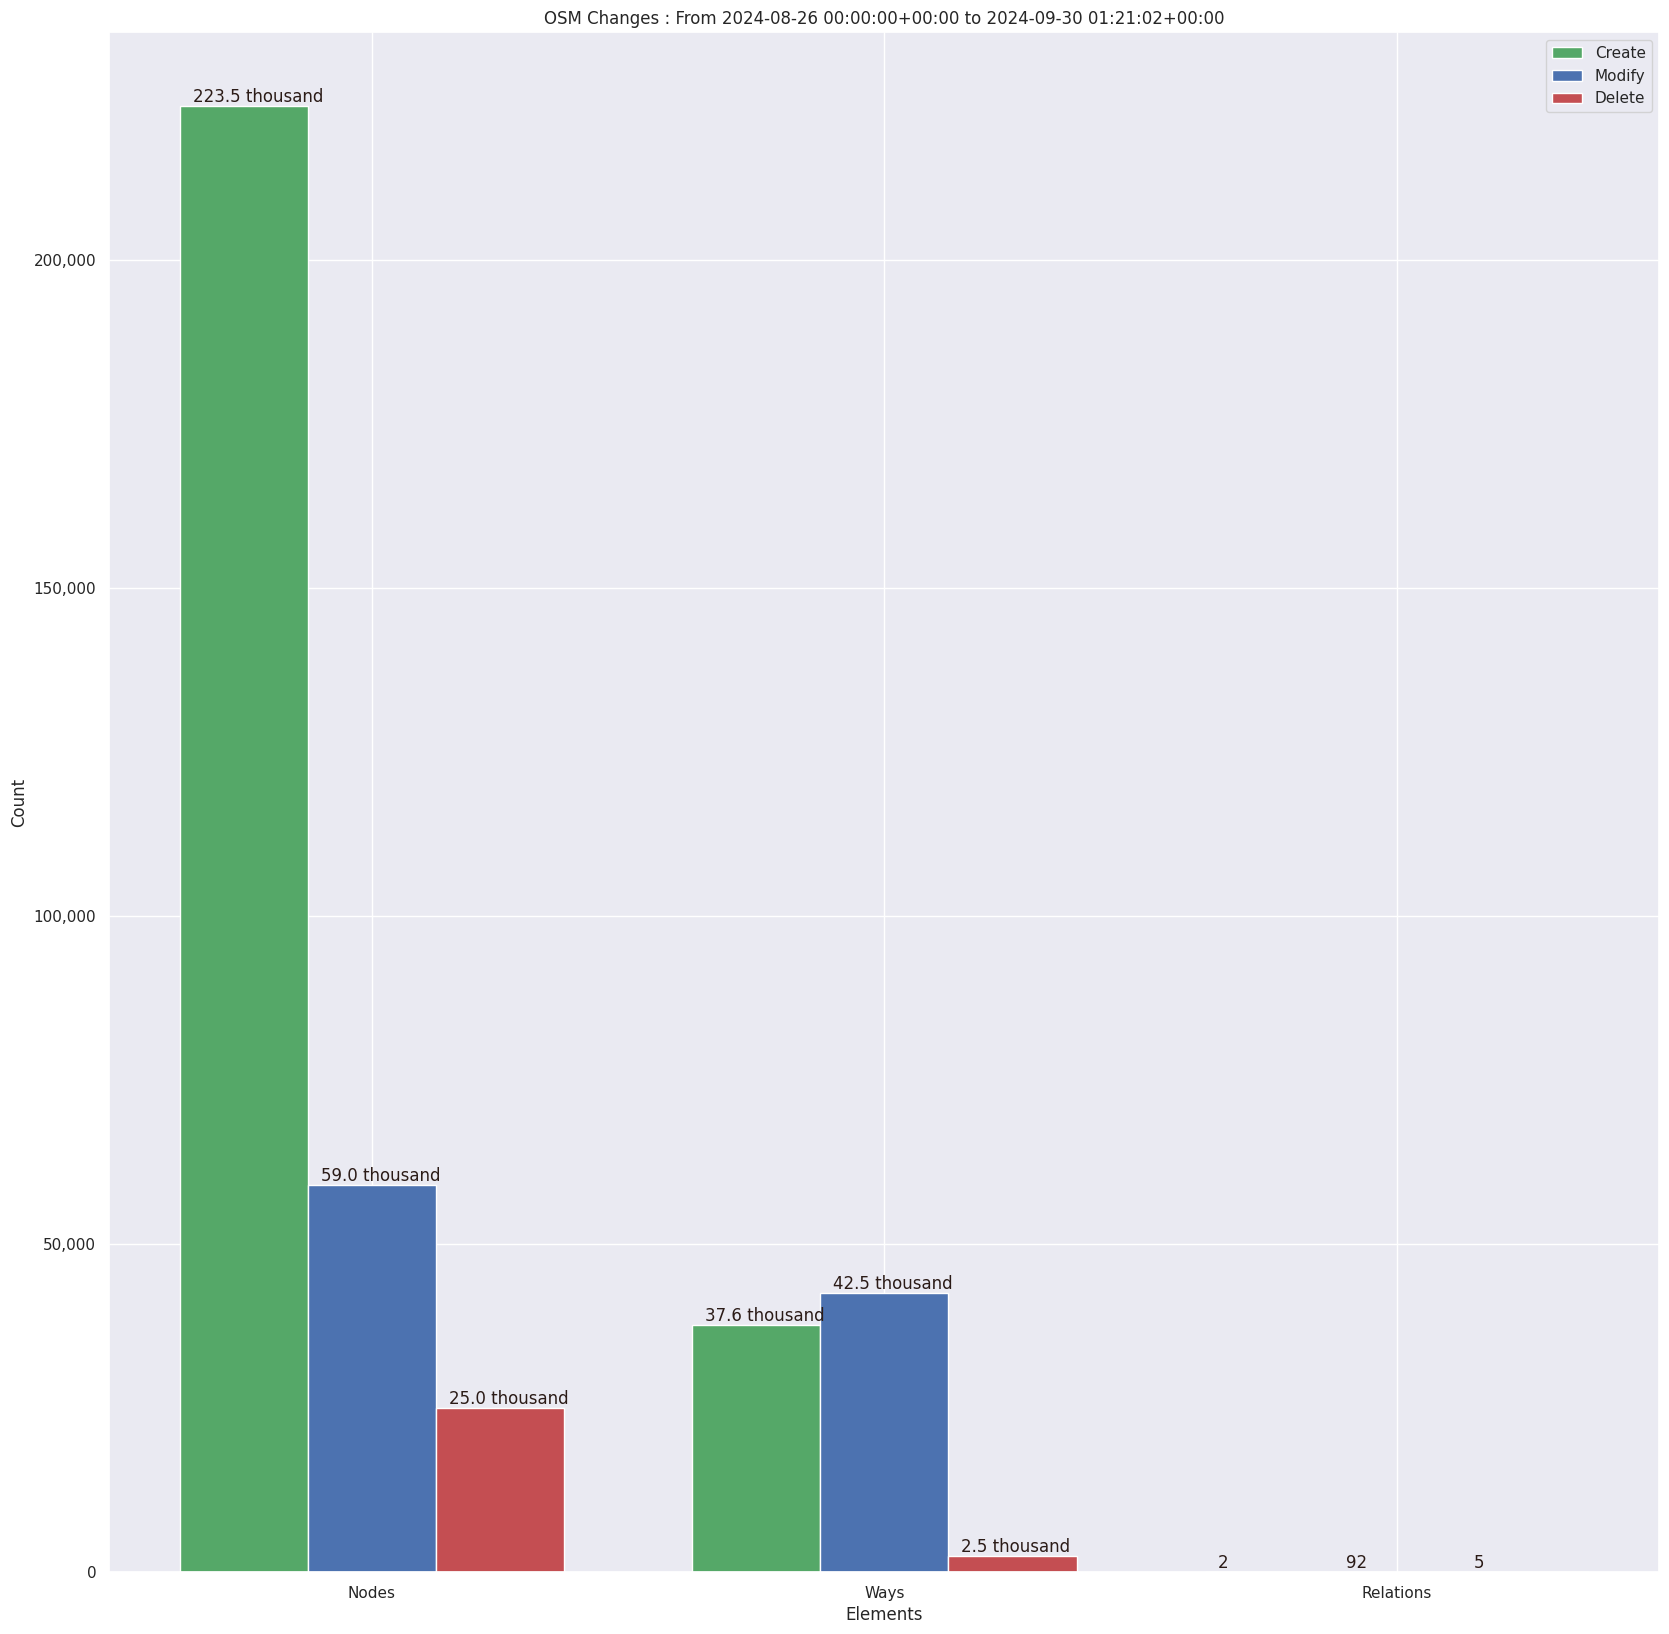 OSM Changes : From 2024-08-26 00:00:00+00:00 to 2024-09-30 01:21:02+00:00
Create
Modify
Delete
223.5 thousand
200,000
150,000
Count
100,000
59.0 thousand
50,000
42.5 thousand
37.6 thousand
25.0 thousand
2.5 thousand
2
92
5
0
Nodes
Ways
Relations
Elements